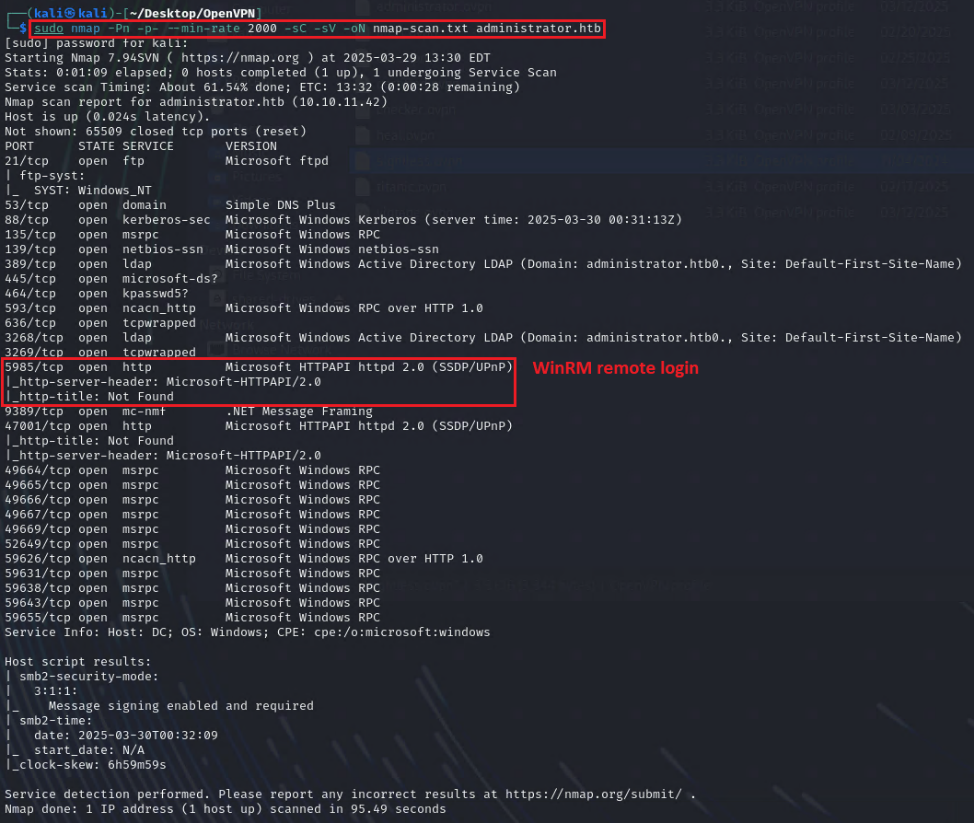 ┌──(kali㉿kali)-[~/Desktop/OpenVPN]
└─$ sudo nmap -Pn -p- --min-rate 2000 -sC -sV -oN nmap-scan.txt administrator.htb
[sudo] password for kali:
Starting Nmap 7.94SVN ( https://nmap.org ) at 2025-03-29 13:30 EDT
Stats: 0:01:09 elapsed; 0 hosts completed (1 up), 1 undergoing Service Scan
Service scan Timing: About 61.54% done; ETC: 13:32 (0:00:28 remaining)
Nmap scan report for administrator.htb (10.10.11.42)
Host is up (0.024s latency).
Not shown: 65509 closed tcp ports (reset)
PORT      STATE SERVICE       VERSION
21/tcp    open  ftp           Microsoft ftpd
| ftp-syst:
|_  SYST: Windows_NT
53/tcp    open  domain        Simple DNS Plus
88/tcp    open  kerberos-sec  Microsoft Windows Kerberos (server time: 2025-03-30 00:31:13Z)
135/tcp   open  msrpc         Microsoft Windows RPC
139/tcp   open  netbios-ssn   Microsoft Windows netbios-ssn
389/tcp   open  ldap          Microsoft Windows Active Directory LDAP (Domain: administrator.htb0., Site: Default-First-Site-Name)
445/tcp   open  microsoft-ds?
464/tcp   open  kpasswd5?
593/tcp   open  ncacn_http    Microsoft Windows RPC over HTTP 1.0
636/tcp   open  tcpwrapped
3268/tcp  open  ldap          Microsoft Windows Active Directory LDAP (Domain: administrator.htb0., Site: Default-First-Site-Name)
3269/tcp  open  tcpwrapped
5985/tcp  open  http          Microsoft HTTPAPI httpd 2.0 (SSDP/UPnP) WinRM remote login
|_http-server-header: Microsoft-HTTPAPI/2.0
|_http-title: Not Found
9389/tcp  open  mc-nmf        .NET Message Framing
47001/tcp open  http          Microsoft HTTPAPI httpd 2.0 (SSDP/UPnP)
|_http-title: Not Found
|_http-server-header: Microsoft-HTTPAPI/2.0
49664/tcp open  msrpc         Microsoft Windows RPC
49665/tcp open  msrpc         Microsoft Windows RPC
49666/tcp open  msrpc         Microsoft Windows RPC
49667/tcp open  msrpc         Microsoft Windows RPC
49669/tcp open  msrpc         Microsoft Windows RPC
52649/tcp open  msrpc         Microsoft Windows RPC
59626/tcp open  ncacn_http    Microsoft Windows RPC over HTTP 1.0
59631/tcp open  msrpc         Microsoft Windows RPC
59638/tcp open  msrpc         Microsoft Windows RPC
59643/tcp open  msrpc         Microsoft Windows RPC
59655/tcp open  msrpc         Microsoft Windows RPC
Service Info: Host: DC; OS: Windows; CPE: cpe:/o:microsoft:windows
Host script results:
| smb2-security-mode:
|   3:1:1:
|_    Message signing enabled and required
| smb2-time:
|   date: 2025-03-30T00:32:09
|_  start_date: N/A
|_clock-skew: 6h59m59s
Service detection performed. Please report any incorrect results at https://nmap.org/submit/ .
Nmap done: 1 IP address (1 host up) scanned in 95.49 seconds